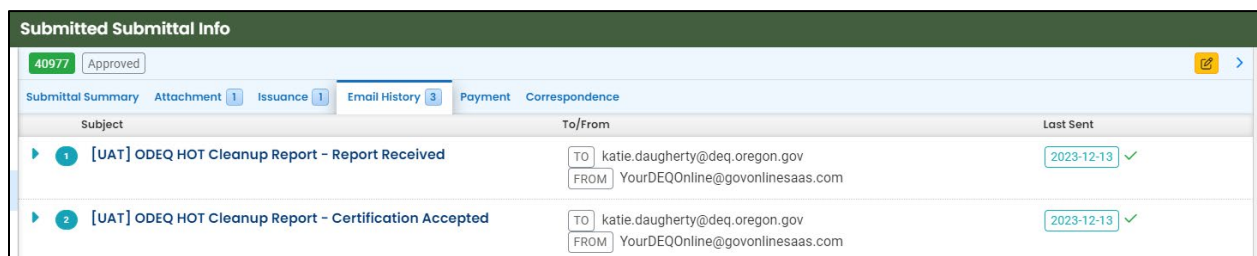 Submitted Submittal Info
40977 Approved
Submittal Summary Attachment 1 Issuance 1 Email History 3 Payment Correspondence
Subject To/From Last Sent
1 [UAT] ODEQ HOT Cleanup Report - Report Received TO katie.daugherty@deq.oregon.gov 2023-12-13
FROM YourDEQOnline@govonlinesaas.com
2 [UAT] ODEQ HOT Cleanup Report - Certification Accepted TO katie.daugherty@deq.oregon.gov 2023-12-13
FROM YourDEQOnline@govonlinesaas.com